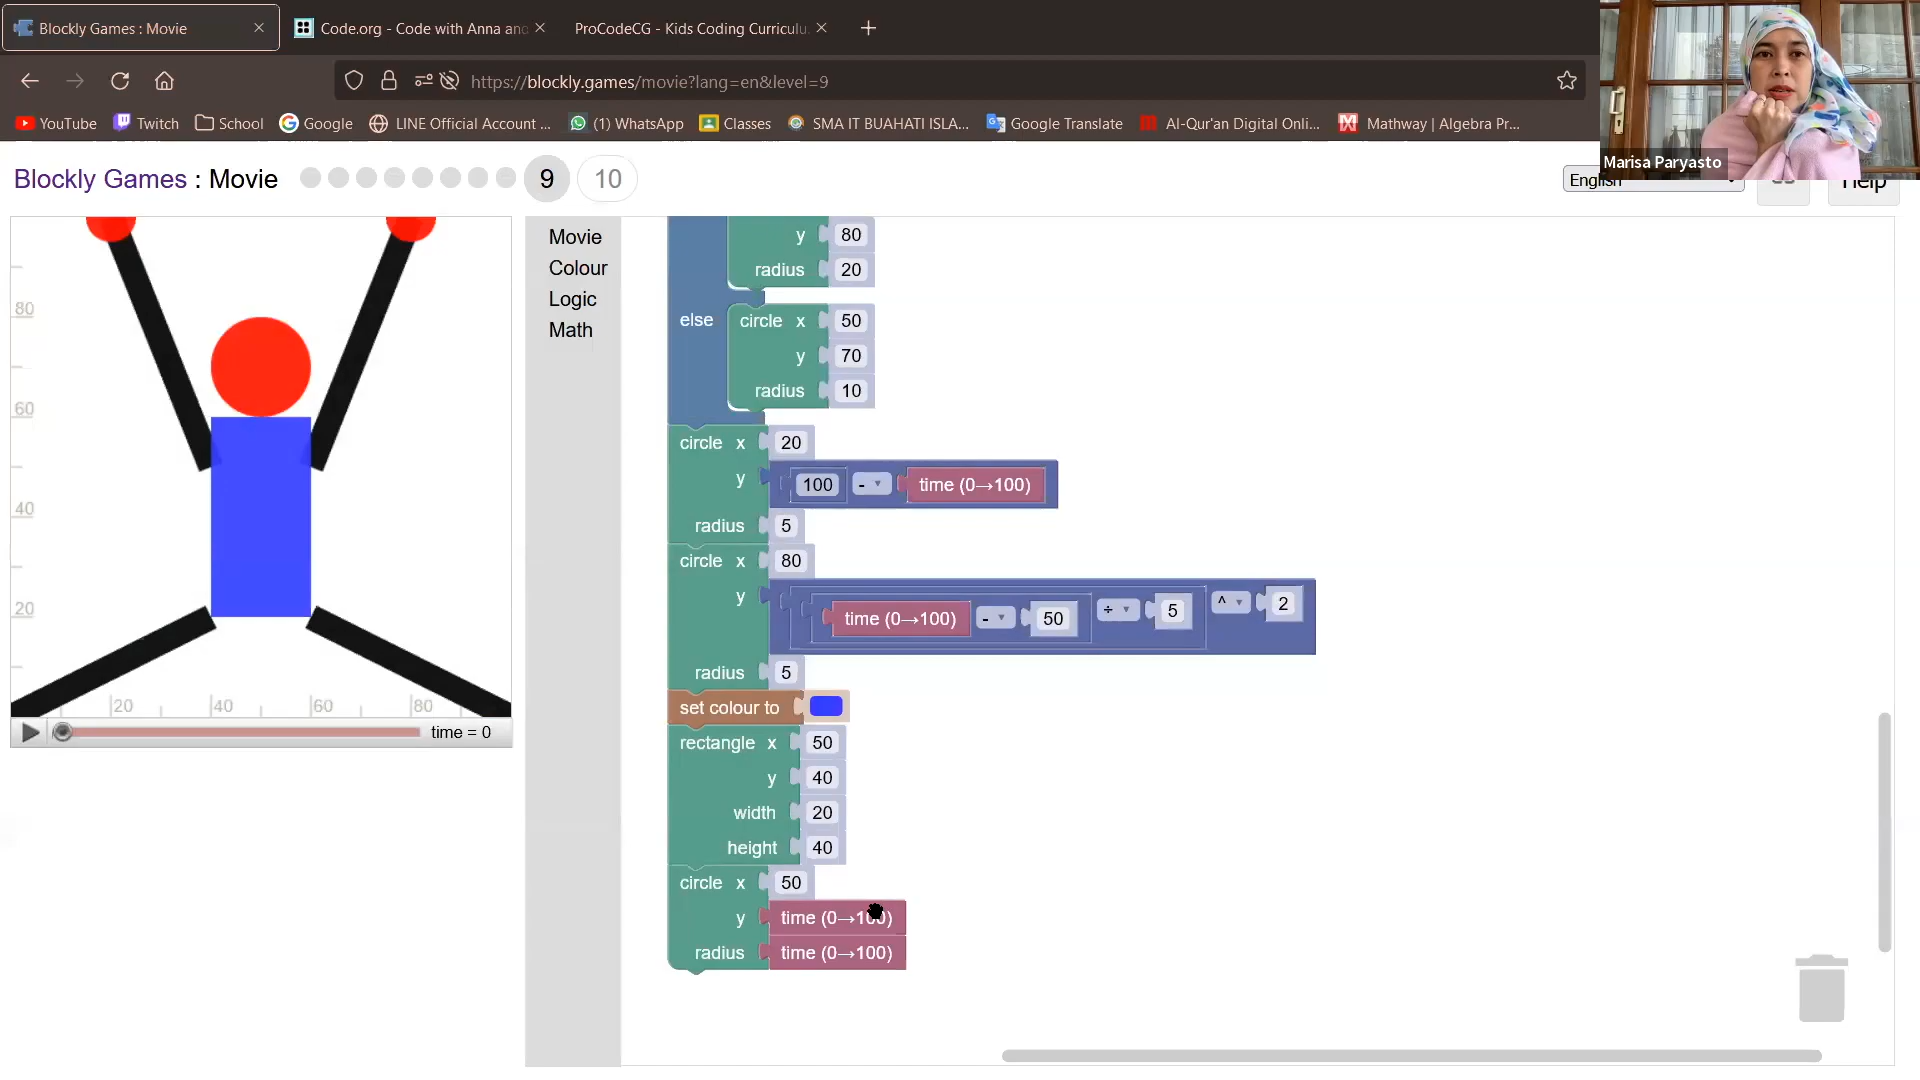 Blockly Games : Movie
Code.org - Code with Anna and
ProCodeCG - Kids Coding Curriculu
https://blockly.games/movie?lang=en&level=9
YouTube
Twitch
School
Google
LINE Official Account ...
(1) WhatsApp
Classes
SMA IT BUAHATI ISLA...
Google Translate
Al-Qur'an Digital Onli...
Mathway | Algebra Pr...
Marisa Paryasto
Blockly Games : Movie
9
10
English
Help
80
60
40
20
20
40
60
80
time = 0
Movie
Colour
Logic
Math
y 80
radius 20
else circle x 50
y 70
radius 10
circle x 20
y 100 - time (0→100)
radius 5
circle x 80
y time (0→100) - 50 ÷ 5 ^ 2
radius 5
set colour to
rectangle x 50
y 40
width 20
height 40
circle x 50
y time (0→100)
radius time (0→100)